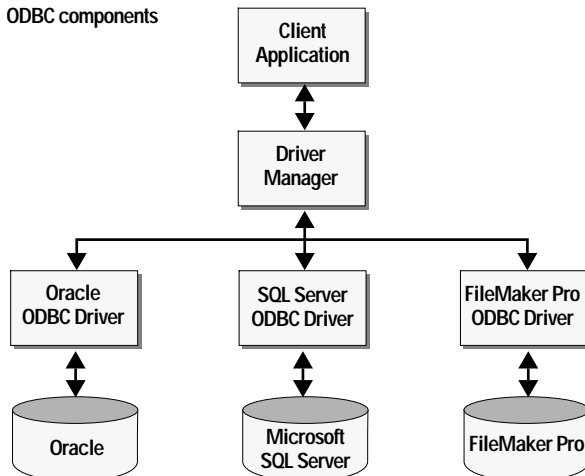 ODBC components
Client
Application
Driver
Manager
Oracle
ODBC Driver
SQL Server
ODBC Driver
FileMaker Pro
ODBC Driver
Oracle
Microsoft
SQL Server
FileMaker Pro